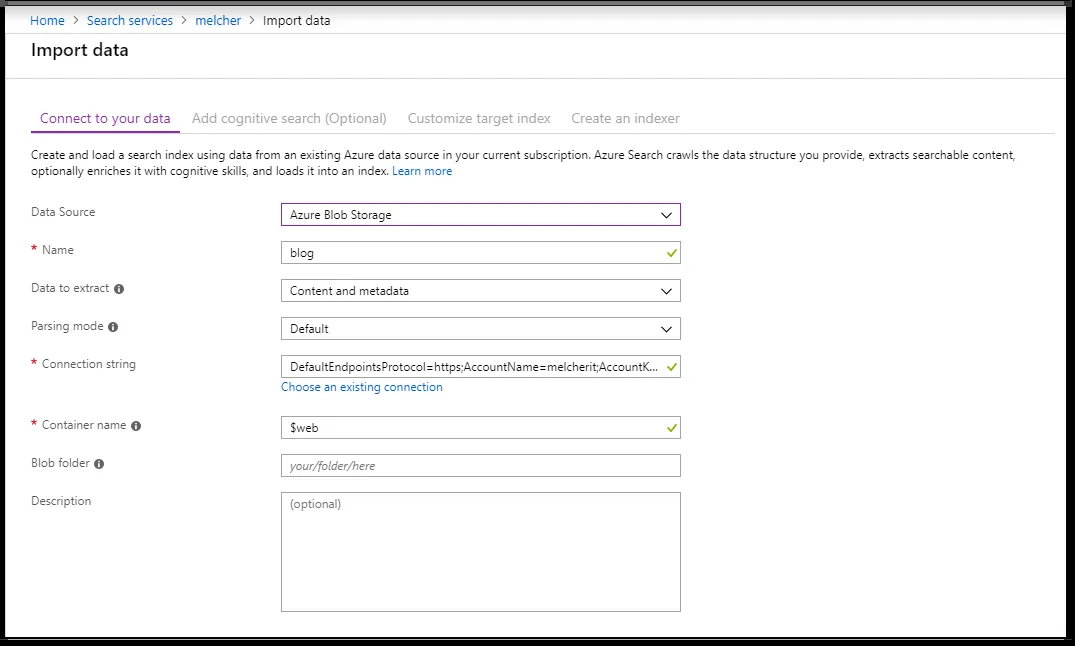 Home > Search services > melcher > Import data
Import data
Connect to your data Add cognitive search (Optional) Customize target index Create an indexer
Create and load a search index using data from an existing Azure data source in your current subscription. Azure Search crawls the data structure you provide, extracts searchable content,
optionally enriches it with cognitive skills, and loads it into an index. Learn more
Data Source Azure Blob Storage
* Name blog
Data to extract Content and metadata
Parsing mode Default
* Connection string DefaultEndpointsProtocol=https;AccountName=melcherit;AccountK...
Choose an existing connection
* Container name $web
Blob folder your/folder/here
Description (optional)